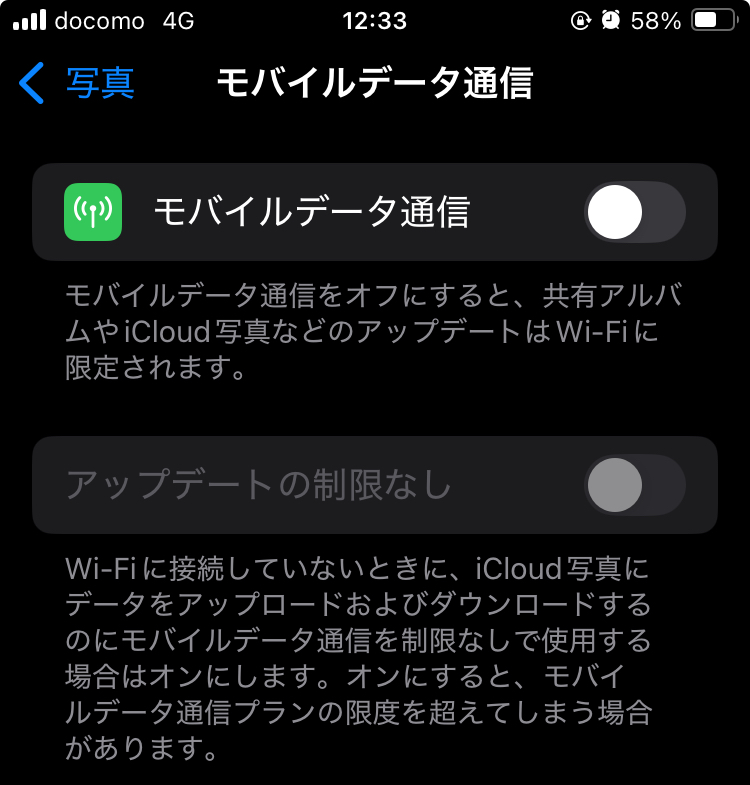 docomo 4G 12:33 58%
写真 モバイルデータ通信
モバイルデータ通信
モバイルデータ通信をオフにすると、共有アルバ
ムやiCloud写真などのアップデートはWi-Fiに
限定されます。
アップデートの制限なし
Wi-Fiに接続していないときに、iCloud写真に
データをアップロードおよびダウンロードする
のにモバイルデータ通信を制限なしで使用する
場合はオンにします。オンにすると、モバイ
ルデータ通信プランの限度を超えてしまう場合
があります。